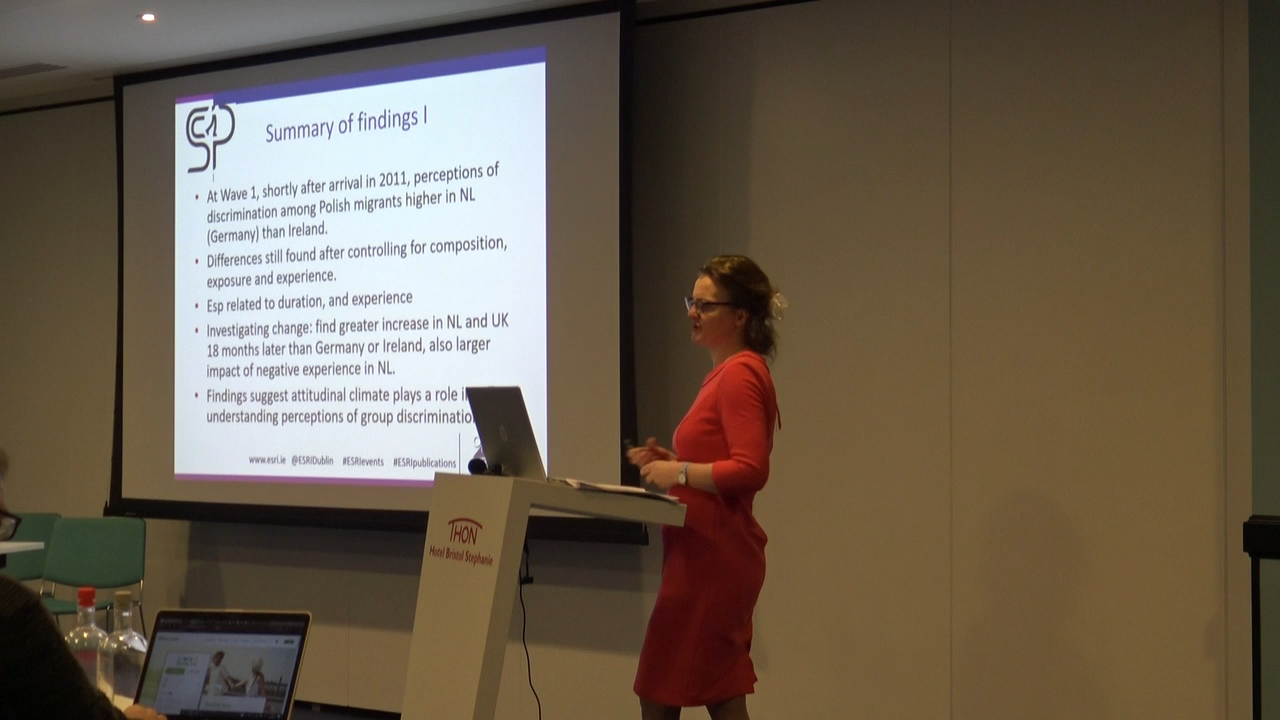 Summary of findings I
• At Wave 1, shortly after arrival in 2011, perceptions of
discrimination among Polish migrants higher in NL
(Germany) than Ireland.
• Differences still found after controlling for composition,
exposure and experience.
• Esp related to duration, and experience
• Investigating change: find greater increase in NL and UK
18 months later than Germany or Ireland, also larger
impact of negative experience in NL.
• Findings suggest attitudinal climate plays a role
understanding perceptions of group
www.esri.ie @ESRIDublin #ESRIevents #ESRIpublications
THON
Hotel Bristol Stephanie